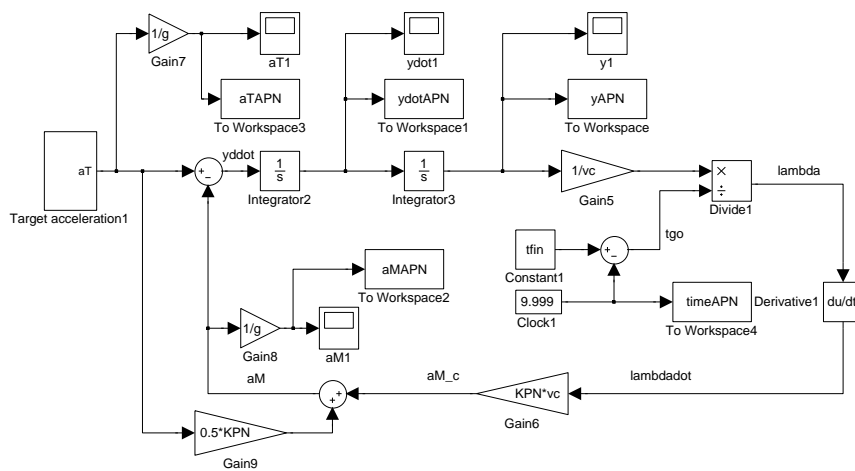 1/g
Gain7
aT1
aTAPN
To Workspace3
ydot1
ydotAPN
To Workspace1
y1
yAPN
To Workspace
aT
Target acceleration1
+
−
yddot
1
s
Integrator2
1
s
Integrator3
1/vc
Gain5
×
÷
Divide1
lambda
tgo
tfin
Constant1
+
−
9.999
Clock1
timeAPN
To Workspace4
Derivative1
du/dt
aMAPN
To Workspace2
1/g
Gain8
aM1
aM
+
+
aM_c
KPN*vc
Gain6
lambdadot
0.5*KPN
Gain9